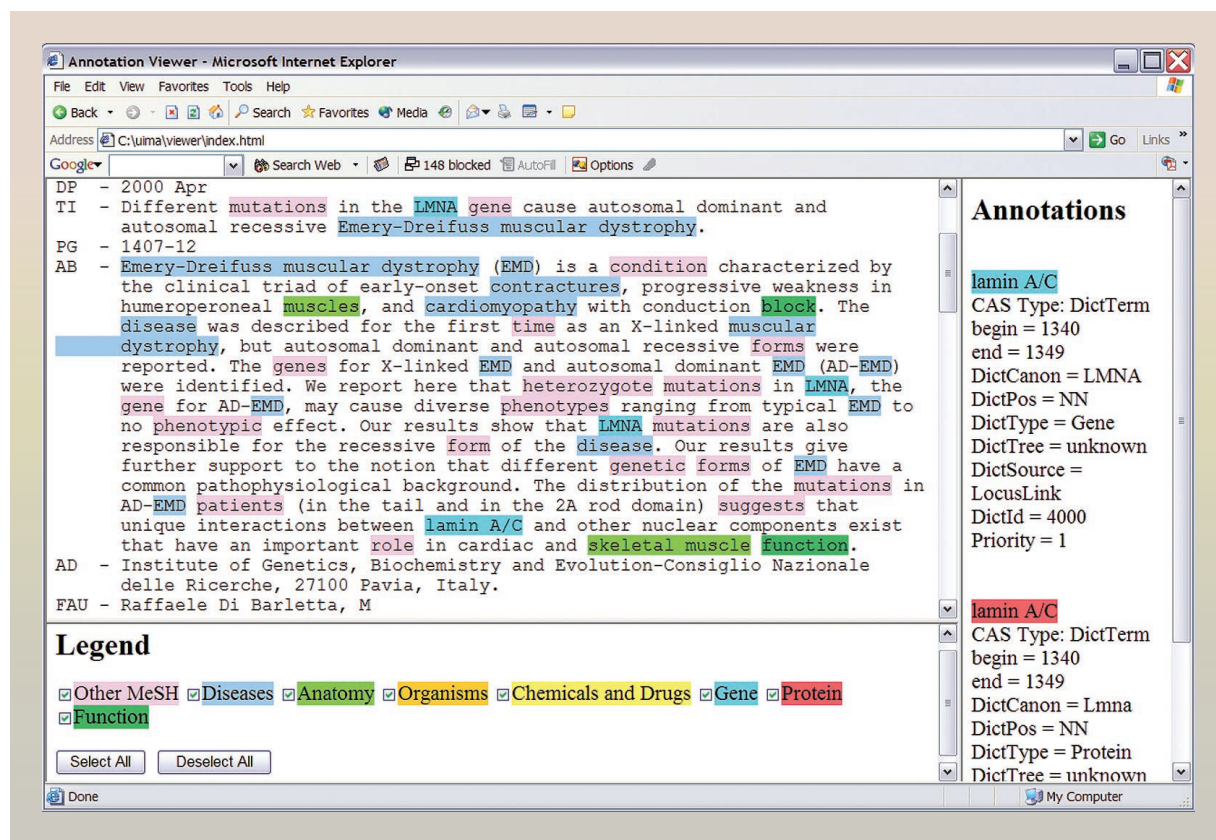 Annotation Viewer - Microsoft Internet Explorer
File Edit View Favorites Tools Help
Back Search Favorites Media
Address C:\uima\viewer\index.html Go Links »
Google Search Web 148 blocked AutoFill Options
DP - 2000 Apr
TI - Different mutations in the LMNA gene cause autosomal dominant and
autosomal recessive Emery-Dreifuss muscular dystrophy.
PG - 1407-12
AB - Emery-Dreifuss muscular dystrophy (EMD) is a condition characterized by
the clinical triad of early-onset contractures, progressive weakness in
humeroperoneal muscles, and cardiomyopathy with conduction block. The
disease was described for the first time as an X-linked muscular
dystrophy, but autosomal dominant and autosomal recessive forms were
reported. The genes for X-linked EMD and autosomal dominant EMD (AD-EMD)
were identified. We report here that heterozygote mutations in LMNA, the
gene for AD-EMD, may cause diverse phenotypes ranging from typical EMD to
no phenotypic effect. Our results show that LMNA mutations are also
responsible for the recessive form of the disease. Our results give
further support to the notion that different genetic forms of EMD have a
common pathophysiological background. The distribution of the mutations in
AD-EMD patients (in the tail and in the 2A rod domain) suggests that
unique interactions between lamin A/C and other nuclear components exist
that have an important role in cardiac and skeletal muscle function.
AD - Institute of Genetics, Biochemistry and Evolution-Consiglio Nazionale
delle Ricerche, 27100 Pavia, Italy.
FAU - Raffaele Di Barletta, M
Legend
Other MeSH Diseases Anatomy Organisms Chemicals and Drugs Gene Protein
Function
Select All Deselect All
Annotations
lamin A/C
CAS Type: DictTerm
begin = 1340
end = 1349
DictCanon = LMNA
DictPos = NN
DictType = Gene
DictTree = unknown
DictSource =
LocusLink
DictId = 4000
Priority = 1
lamin A/C
CAS Type: DictTerm
begin = 1340
end = 1349
DictCanon = Lmna
DictPos = NN
DictType = Protein
DictTree = unknown
Done My Computer